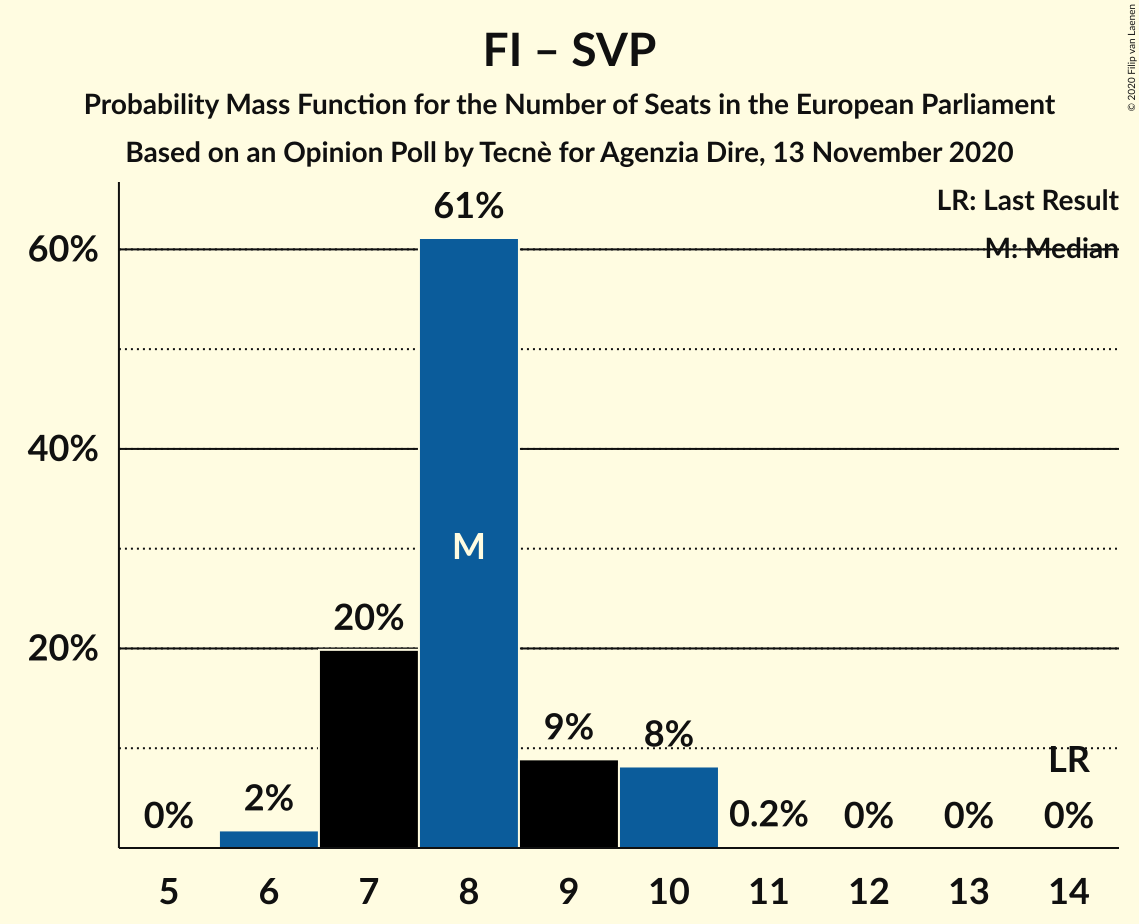 FI – SVP
Probability Mass Function for the Number of Seats in the European Parliament
Based on an Opinion Poll by Tecnè for Agenzia Dire, 13 November 2020
© 2020 Filip van Laenen
LR: Last Result
M: Median
60%
40%
20%
0%
2%
20%
61%
M
9%
8%
0.2%
0%
0%
LR
0%
5 6 7 8 9 10 11 12 13 14